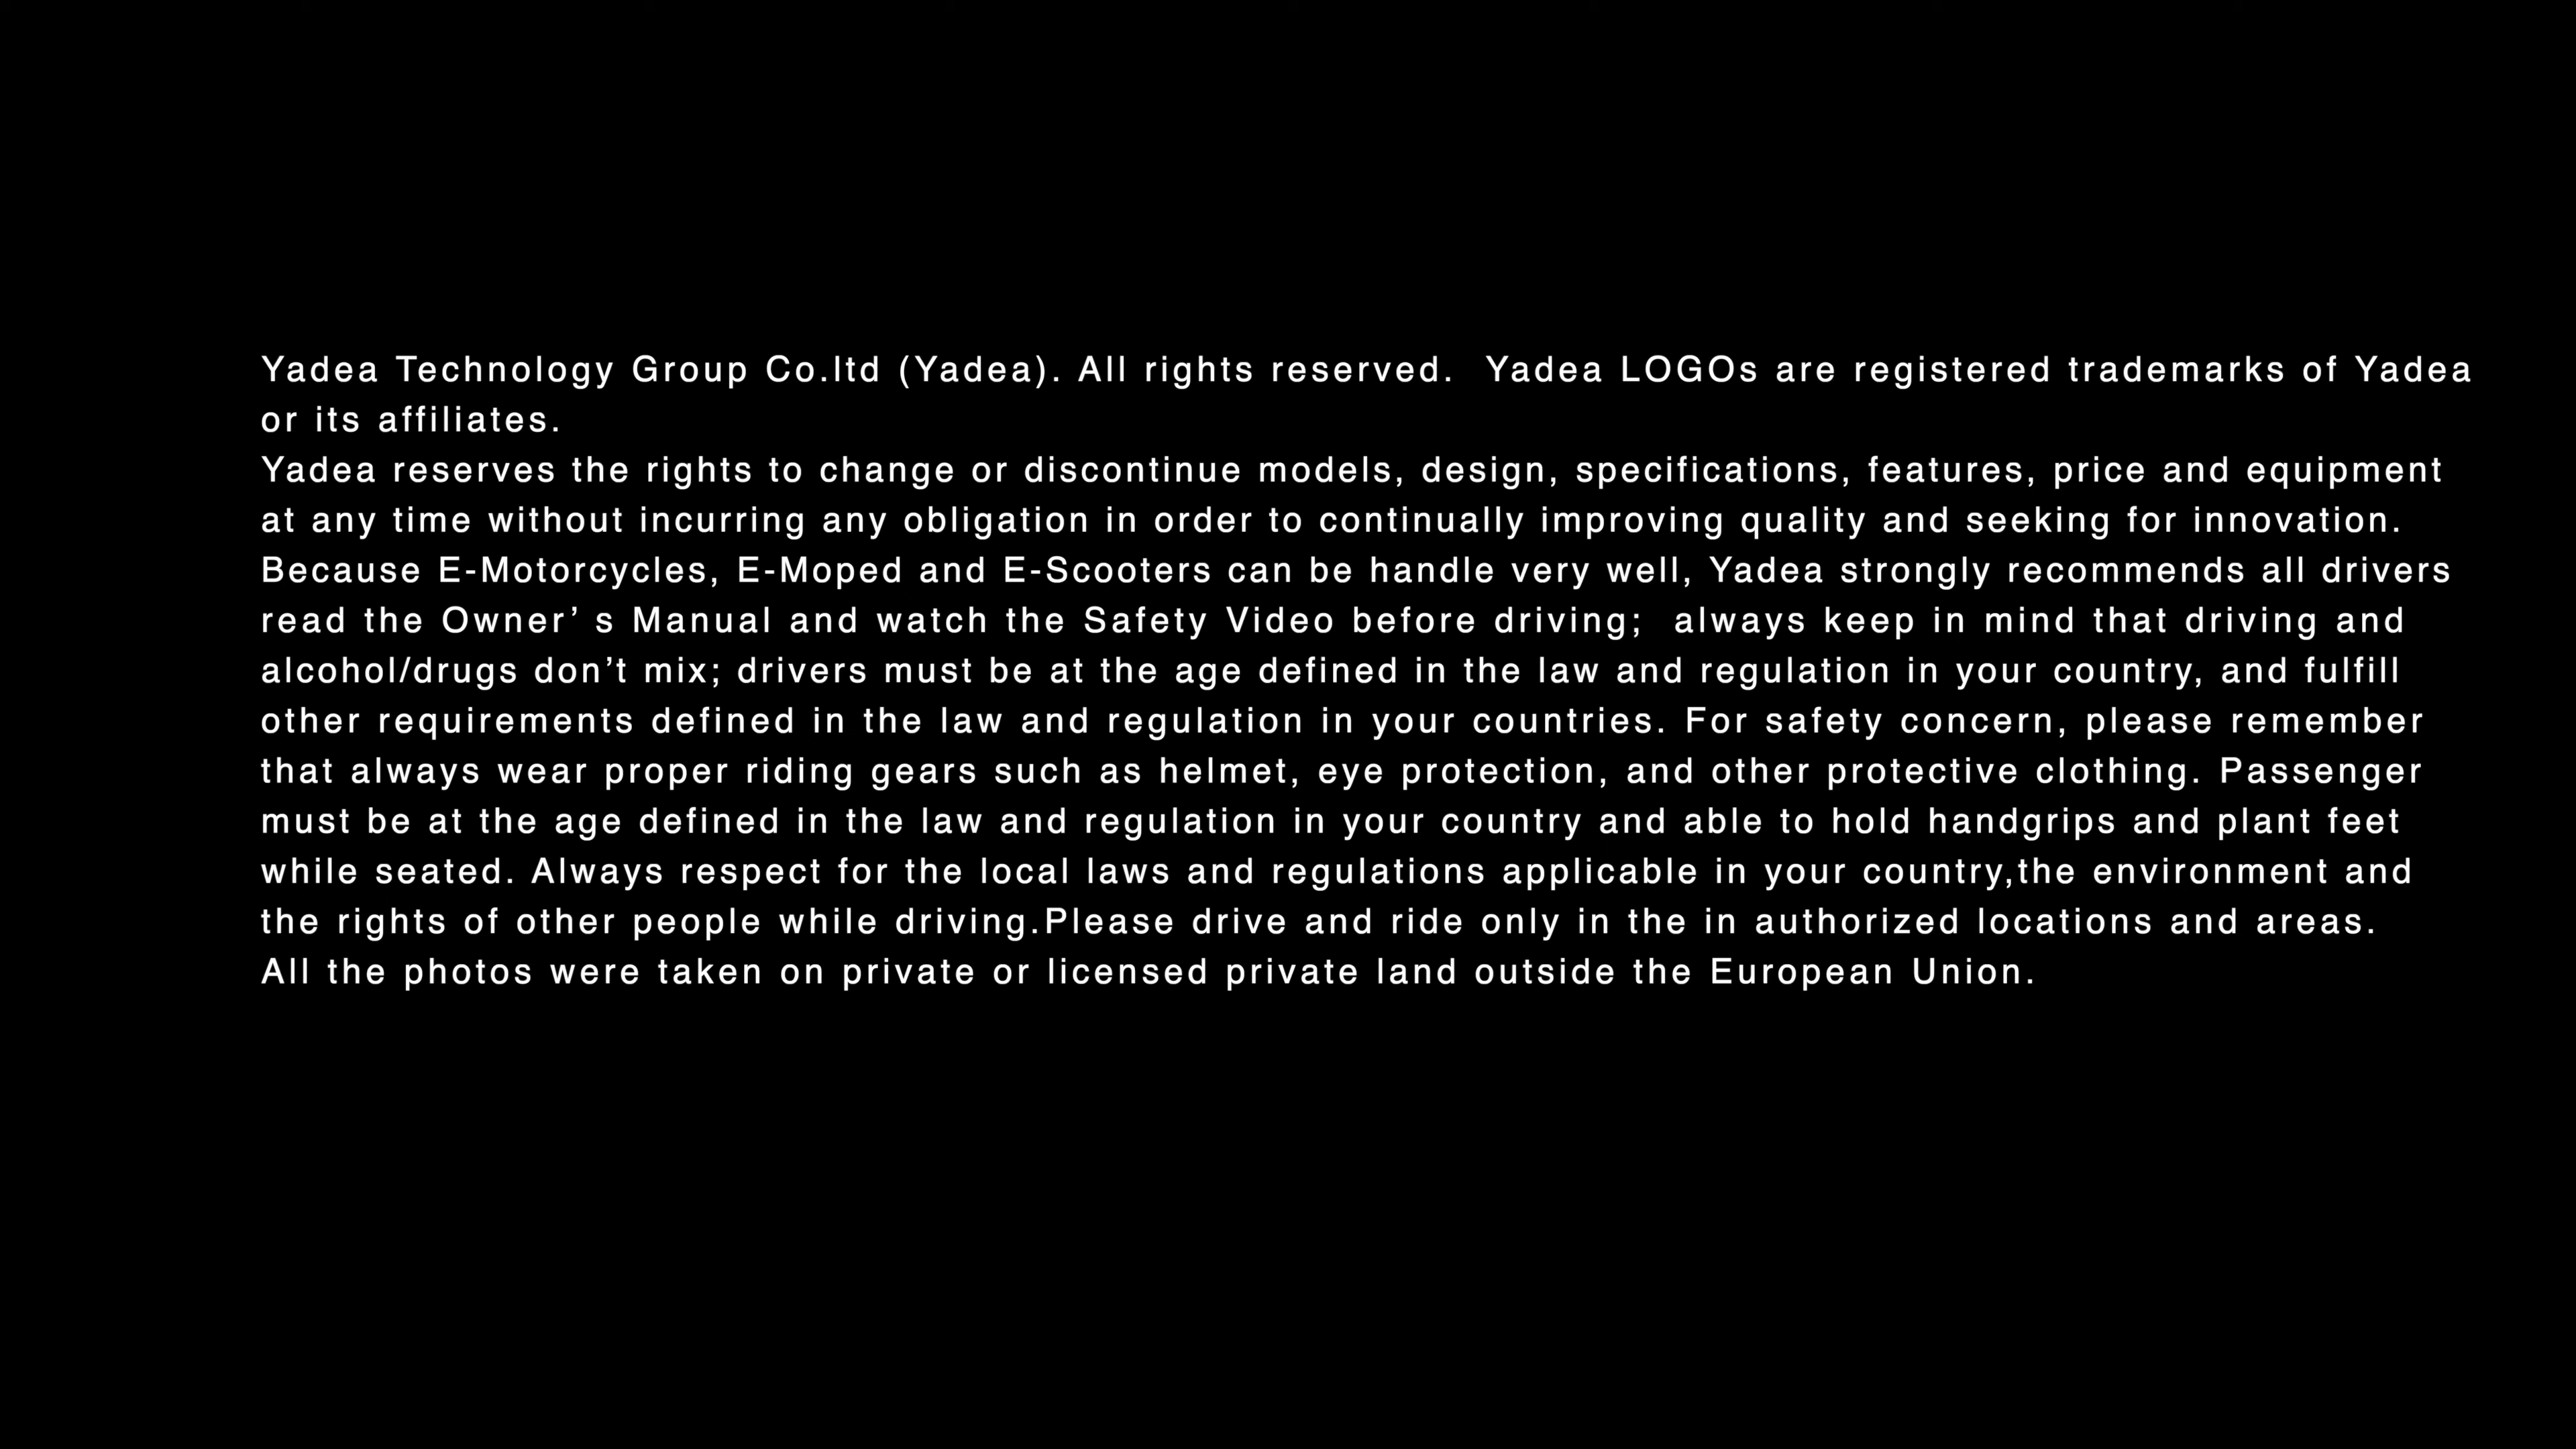 Yadea Technology Group Co.ltd (Yadea). All rights reserved.  Yadea LOGOs are registered trademarks of Yadea
or its affiliates.
Yadea reserves the rights to change or discontinue models, design, specifications, features, price and equipment
at any time without incurring any obligation in order to continually improving quality and seeking for innovation.
Because E-Motorcycles, E-Moped and E-Scooters can be handle very well, Yadea strongly recommends all drivers
read the Owner’ s Manual and watch the Safety Video before driving;  always keep in mind that driving and
alcohol/drugs don’t mix; drivers must be at the age defined in the law and regulation in your country, and fulfill
other requirements defined in the law and regulation in your countries. For safety concern, please remember
that always wear proper riding gears such as helmet, eye protection, and other protective clothing. Passenger
must be at the age defined in the law and regulation in your country and able to hold handgrips and plant feet
while seated. Always respect for the local laws and regulations applicable in your country,the environment and
the rights of other people while driving.Please drive and ride only in the in authorized locations and areas.
All the photos were taken on private or licensed private land outside the European Union.